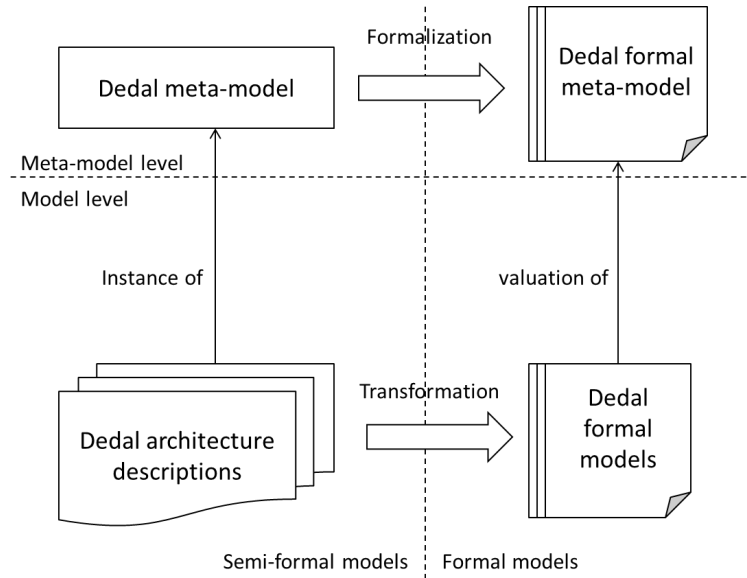 Formalization
Dedal meta-model
Dedal formal
meta-model
Meta-model level
Model level
Instance of
valuation of
Transformation
Dedal architecture
descriptions
Dedal
formal
models
Semi-formal models
Formal models